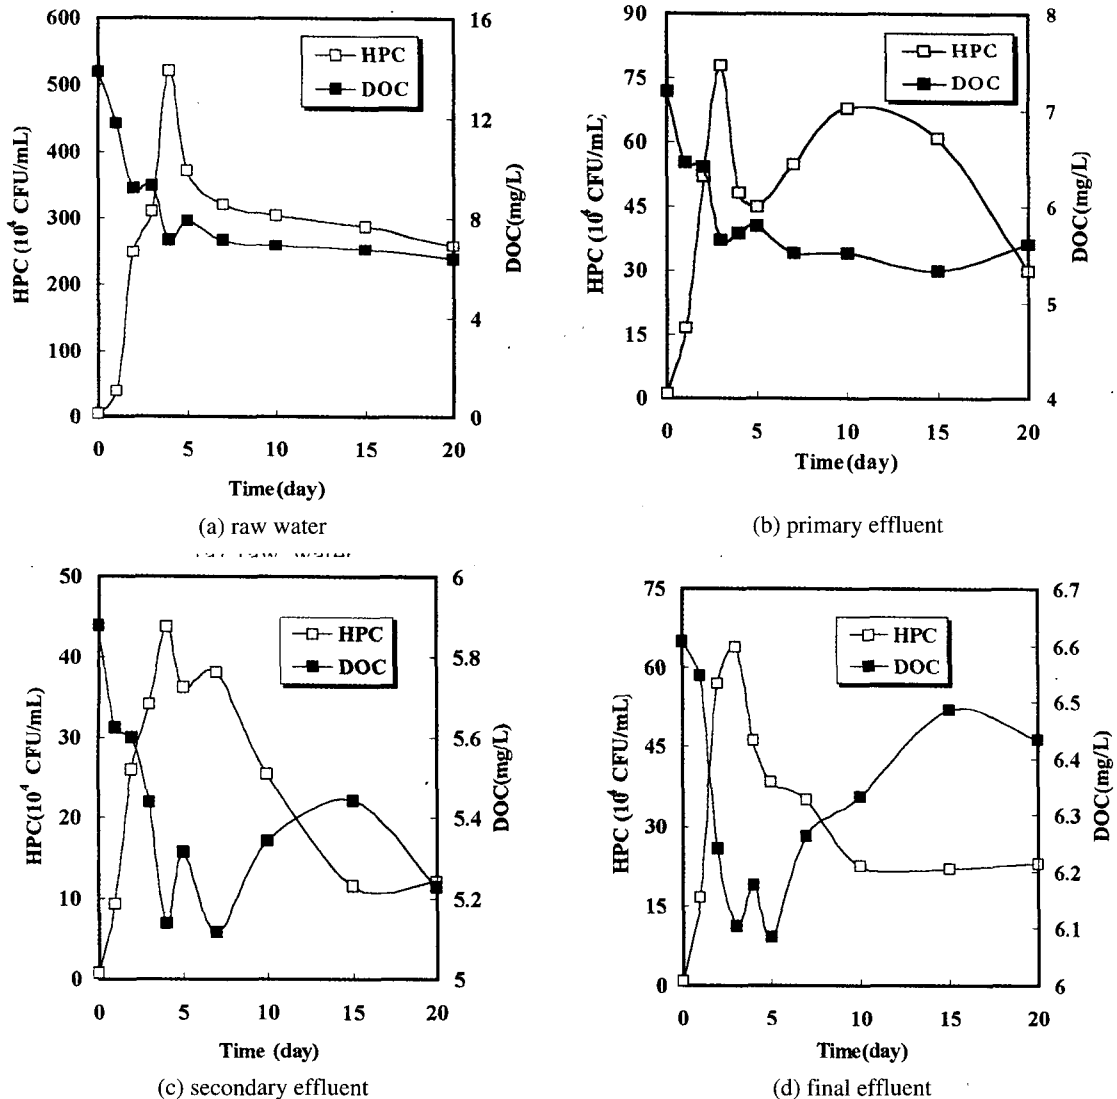 600
500
400
300
200
100
0
HPC (10⁴ CFU/mL)
16
12
8
4
0
DOC(mg/L)
HPC
DOC
0 5 10 15 20
Time(day)
(a) raw water
90
75
60
45
30
15
0
HPC (10⁴ CFU/mL)
8
7
6
5
4
DOC(mg/L)
HPC
DOC
0 5 10 15 20
Time(day)
(b) primary effluent
50
40
30
20
10
0
HPC(10⁴ CFU/mL)
6
5.8
5.6
5.4
5.2
5
DOC(mg/L)
HPC
DOC
0 5 10 15 20
Time (day)
(c) secondary effluent
75
60
45
30
15
0
HPC (10⁴ CFU/mL)
6.7
6.6
6.5
6.4
6.3
6.2
6.1
6
DOC(mg/L)
HPC
DOC
0 5 10 15 20
Time(day)
(d) final effluent